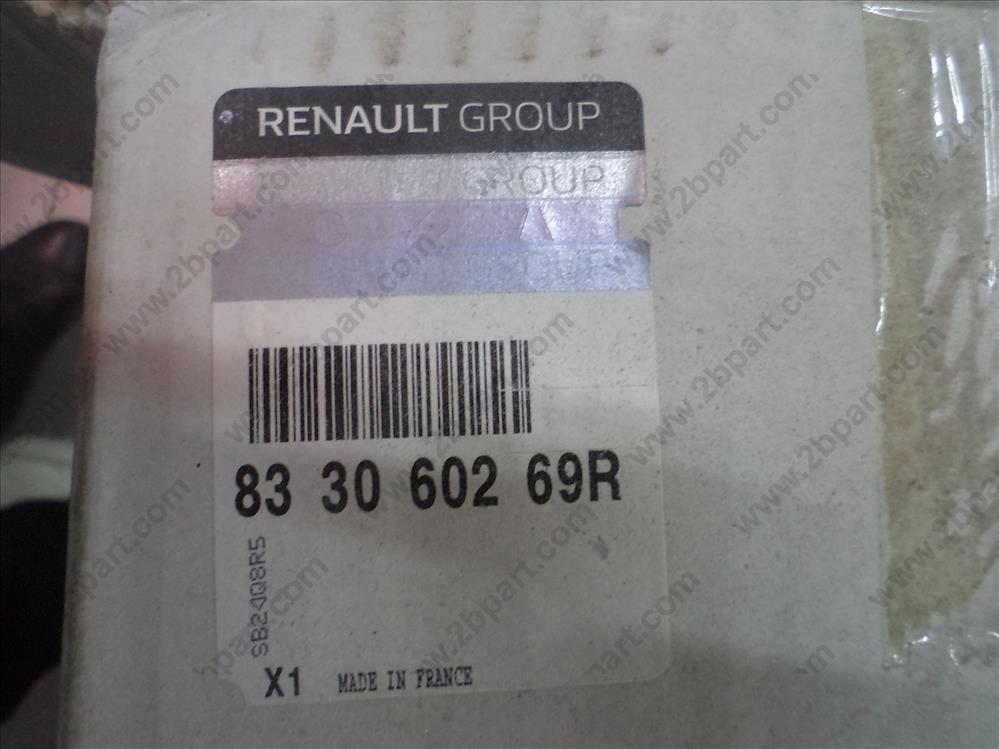 RENAULT GROUP
GROUP
83 30 602 69R
SB24Q8R5
X1 MADE IN FRANCE
www.2bpart.com